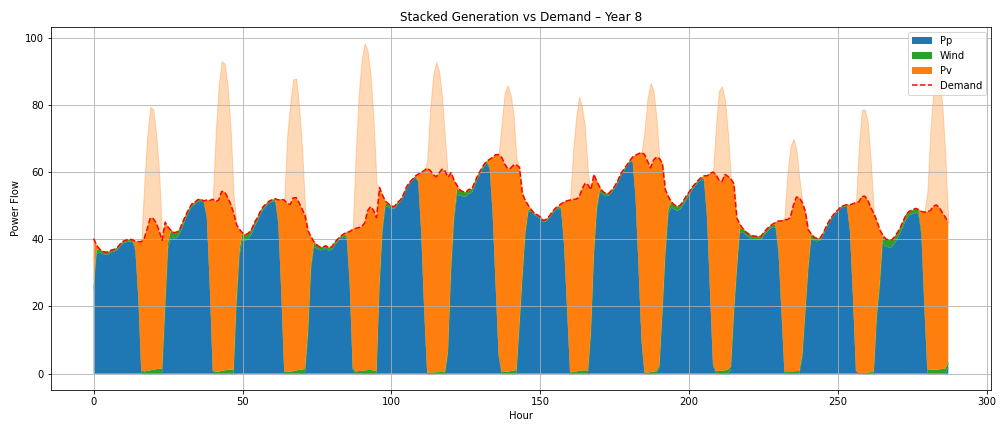 Stacked Generation vs Demand – Year 8
Pp
Wind
Pv
Demand
Power Flow
100
80
60
40
20
0
0
50
100
150
200
250
300
Hour